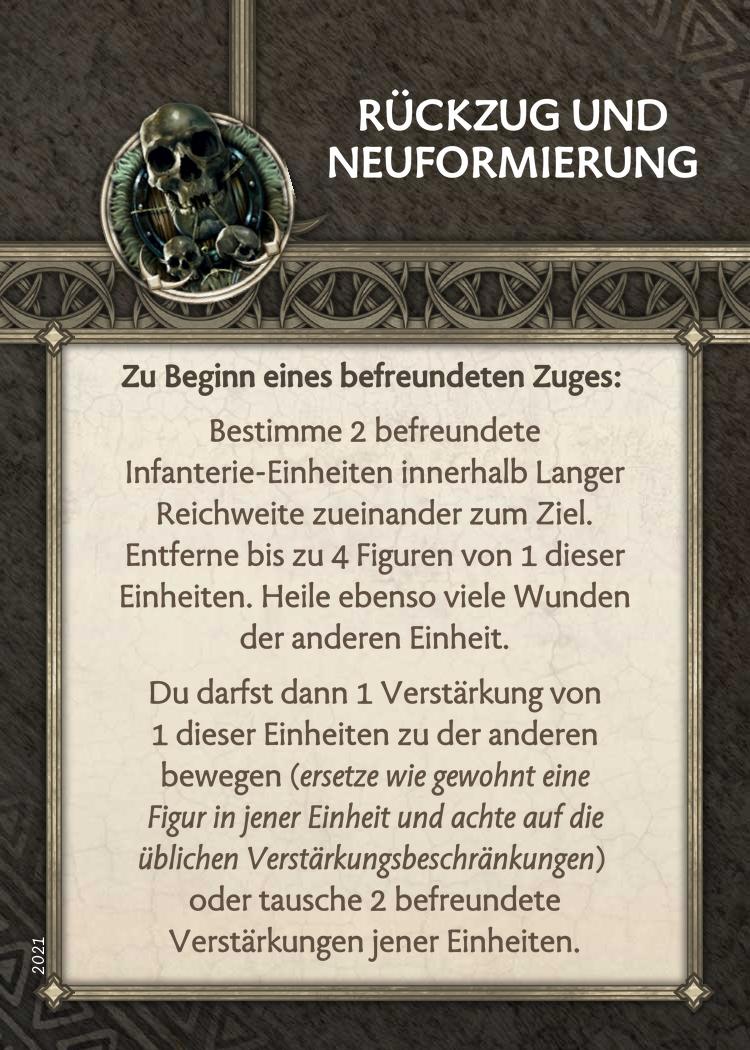 RÜCKZUG UND
NEUFORMIERUNG
Zu Beginn eines befreundeten Zuges:
Bestimme 2 befreundete
Infanterie-Einheiten innerhalb Langer
Reichweite zueinander zum Ziel.
Entferne bis zu 4 Figuren von 1 dieser
Einheiten. Heile ebenso viele Wunden
der anderen Einheit.
Du darfst dann 1 Verstärkung von
1 dieser Einheiten zu der anderen
bewegen (ersetze wie gewohnt eine
Figur in jener Einheit und achte auf die
üblichen Verstärkungsbeschränkungen)
oder tausche 2 befreundete
Verstärkungen jener Einheiten.
2021